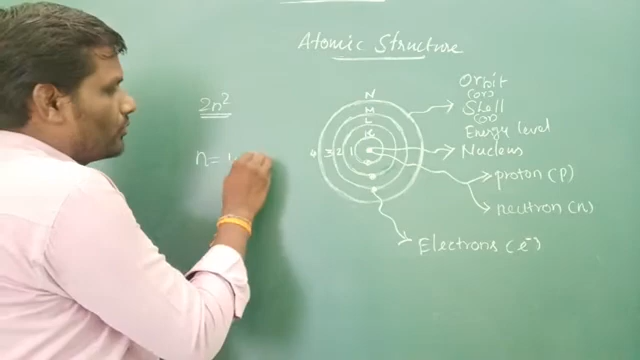 Atomic Structure
2n²
n= 1
N
M
L
K
4 3 2 1
Orbit
(or)
Shell
(or)
Energy level
Nucleus
proton (p)
neutron (n)
Electrons (e⁻)